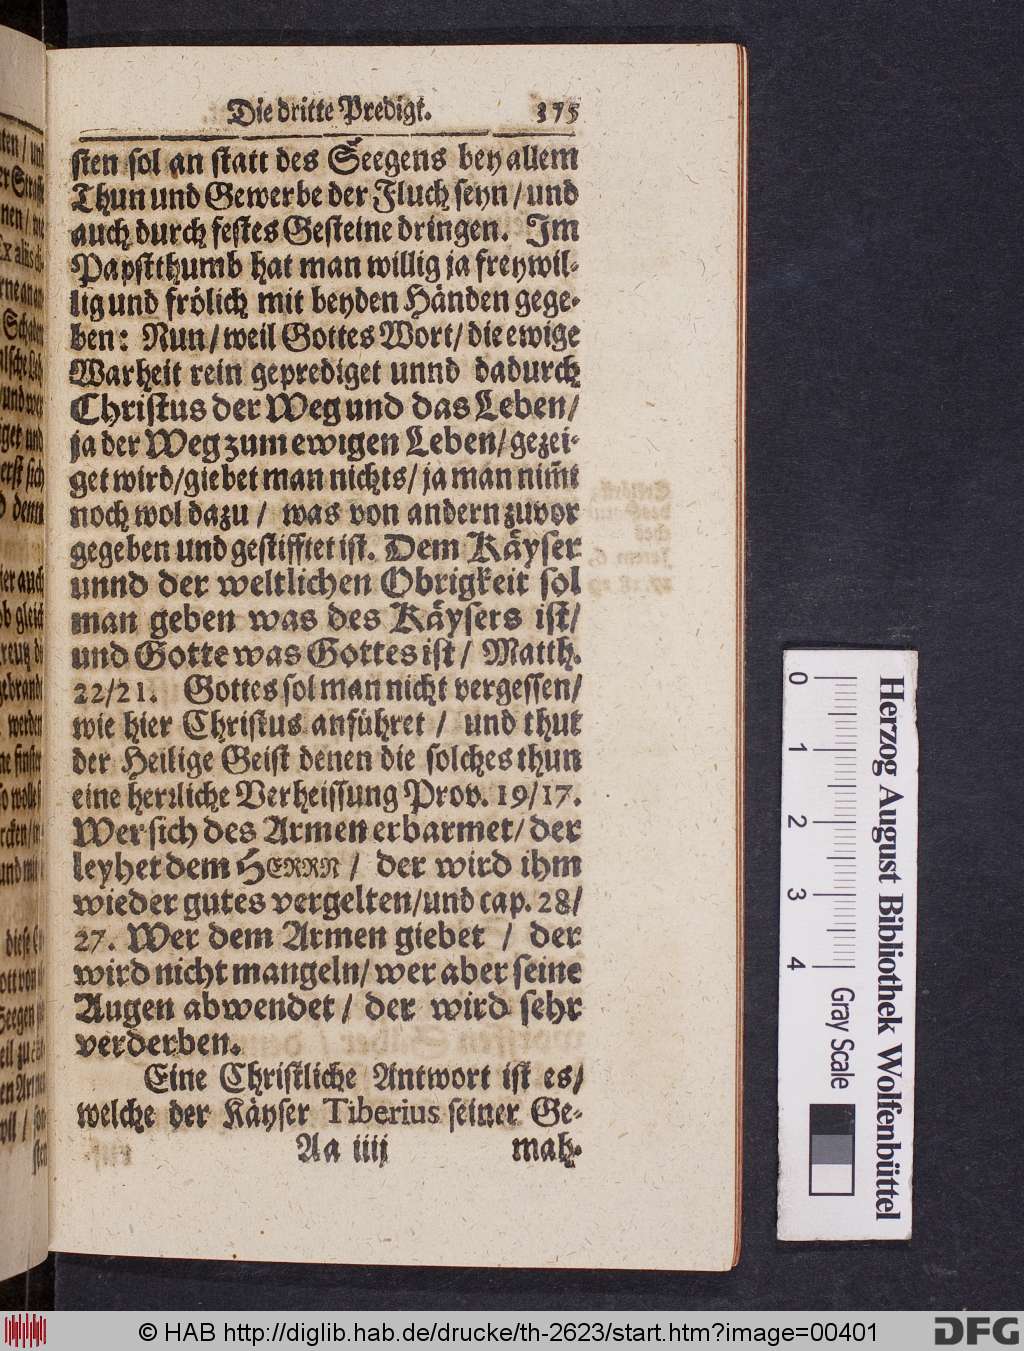 Die dritte Predigt. 375
sten sol an statt des Seegens bey allem
Thun und Gewerbe der Fluch seyn / und
auch durch festes Gesteine dringen. Im
Papstthumb hat man willig ja freywil-
lig und frölich mit beyden Händen gege-
ben: Nun / weil Gottes Wort / die ewige
Warheit rein geprediget unnd dadurch
Christus der Weg und das Leben /
ja der Weg zum ewigen Leben / gezei-
get wird / giebet man nichts / ja man nim̃t
noch wol dazu / was von andern zuvor
gegeben und gestifftet ist. Dem Käyser
unnd der weltlichen Obrigkeit sol
man geben was des Käysers ist /
und Gotte was Gottes ist / Matth.
22/21. Gottes sol man nicht vergessen /
wie hier Christus anführet / und thut
der Heilige Geist denen die solches thun
eine herꝛliche Verheissung Prov. 19/17.
Wer sich des Armen erbarmet / der
leyhet dem HERRN / der wird ihm
wieder gutes vergelten / und cap. 28/
27. Wer dem Armen giebet / der
wird nicht mangeln / wer aber seine
Augen abwendet / der wird sehr
verderben.
Eine Christliche Antwort ist es /
welche der Käyser Tiberius seiner Ge-
Aa iiij mah-
Herzog August Bibliothek Wolfenbüttel
0 1 2 3 4 Gray Scale
© HAB http://diglib.hab.de/drucke/th-2623/start.htm?image=00401
DFG